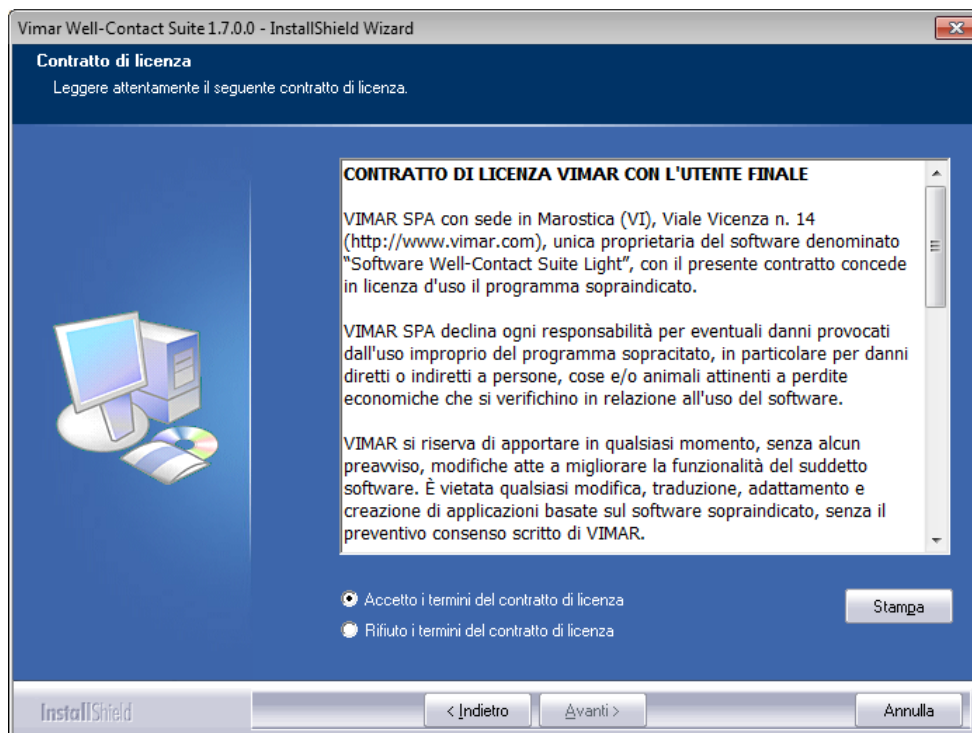 Vimar Well-Contact Suite 1.7.0.0 - InstallShield Wizard
Contratto di licenza
Leggere attentamente il seguente contratto di licenza.
CONTRATTO DI LICENZA VIMAR CON L'UTENTE FINALE
VIMAR SPA con sede in Marostica (VI), Viale Vicenza n. 14
(http://www.vimar.com), unica proprietaria del software denominato
“Software Well-Contact Suite Light”, con il presente contratto concede
in licenza d'uso il programma sopraindicato.
VIMAR SPA declina ogni responsabilità per eventuali danni provocati
dall'uso improprio del programma sopracitato, in particolare per danni
diretti o indiretti a persone, cose e/o animali attinenti a perdite
economiche che si verifichino in relazione all'uso del software.
VIMAR si riserva di apportare in qualsiasi momento, senza alcun
preavviso, modifiche atte a migliorare la funzionalità del suddetto
software. È vietata qualsiasi modifica, traduzione, adattamento e
creazione di applicazioni basate sul software sopraindicato, senza il
preventivo consenso scritto di VIMAR.
Accetto i termini del contratto di licenza
Rifiuto i termini del contratto di licenza
Stampa
InstallShield
< Indietro
Avanti >
Annulla